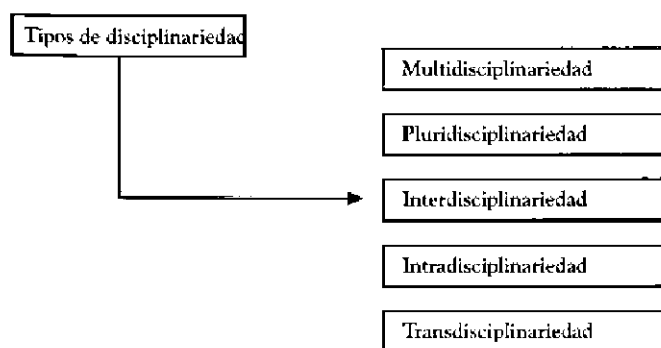 Tipos de disciplinariedad
Multidisciplinariedad
Pluridisciplinariedad
Interdisciplinariedad
Intradisciplinariedad
Transdisciplinariedad